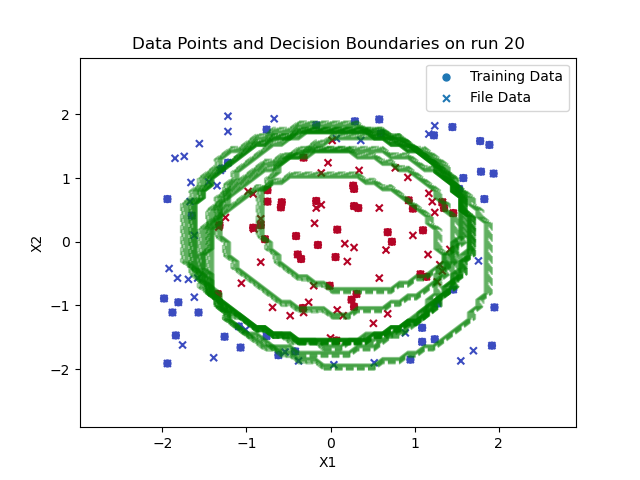 Data Points and Decision Boundaries on run 20
Training Data
File Data
2
1
0
−1
−2
X2
−2 −1 0 1 2
X1